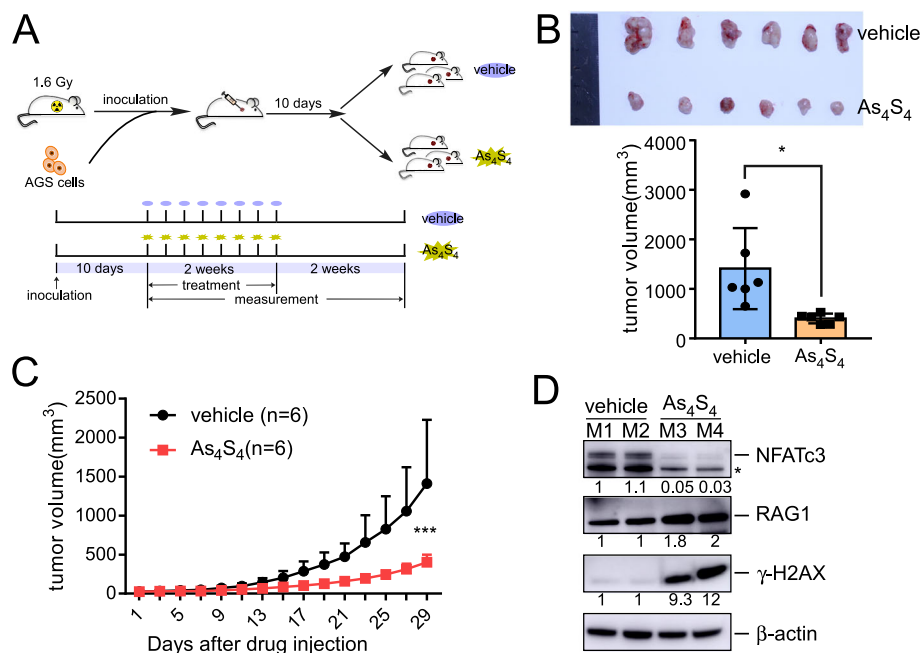 A
1.6 Gy
inoculation
10 days
vehicle
AGS cells
As4S4
vehicle
As4S4
10 days
2 weeks
2 weeks
inoculation
treatment
measurement
B
vehicle
As4S4
*
tumor volume(mm3)
4000
3000
2000
1000
0
vehicle
As4S4
C
tumor volume(mm3)
2500
2000
1500
1000
500
0
vehicle (n=6)
As4S4(n=6)
***
1
5
9
13
17
21
25
29
Days after drug injection
D
vehicle
As4S4
M1 M2 M3 M4
NFATc3
*
1 1.1 0.05 0.03
RAG1
1 1 1.8 2
γ-H2AX
1 1 9.3 12
β-actin